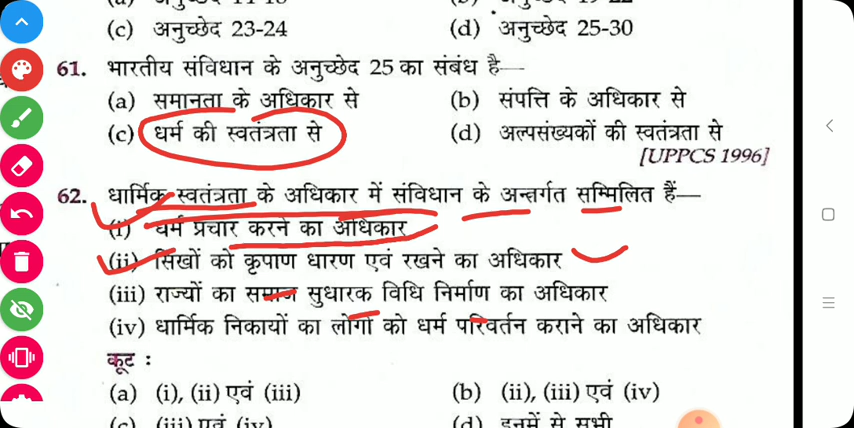 (c) अनुच्छेद 23-24 (d) अनुच्छेद 25-30
61. भारतीय संविधान के अनुच्छेद 25 का संबंध है—
(a) समानता के अधिकार से (b) संपत्ति के अधिकार से
(c) धर्म की स्वतंत्रता से (d) अल्पसंख्यकों की स्वतंत्रता से
[UPPCS 1996]
62. धार्मिक स्वतंत्रता के अधिकार में संविधान के अन्तर्गत सम्मिलित हैं—
(i) धर्म प्रचार करने का अधिकार
(ii) सिखों को कृपाण धारण एवं रखने का अधिकार
(iii) राज्यों का समाज सुधारक विधि निर्माण का अधिकार
(iv) धार्मिक निकायों का लोगों को धर्म परिवर्तन कराने का अधिकार
कूट :
(a) (i), (ii) एवं (iii) (b) (ii), (iii) एवं (iv)
(c) (iii) एवं (iv) (d) इनमें से सभी